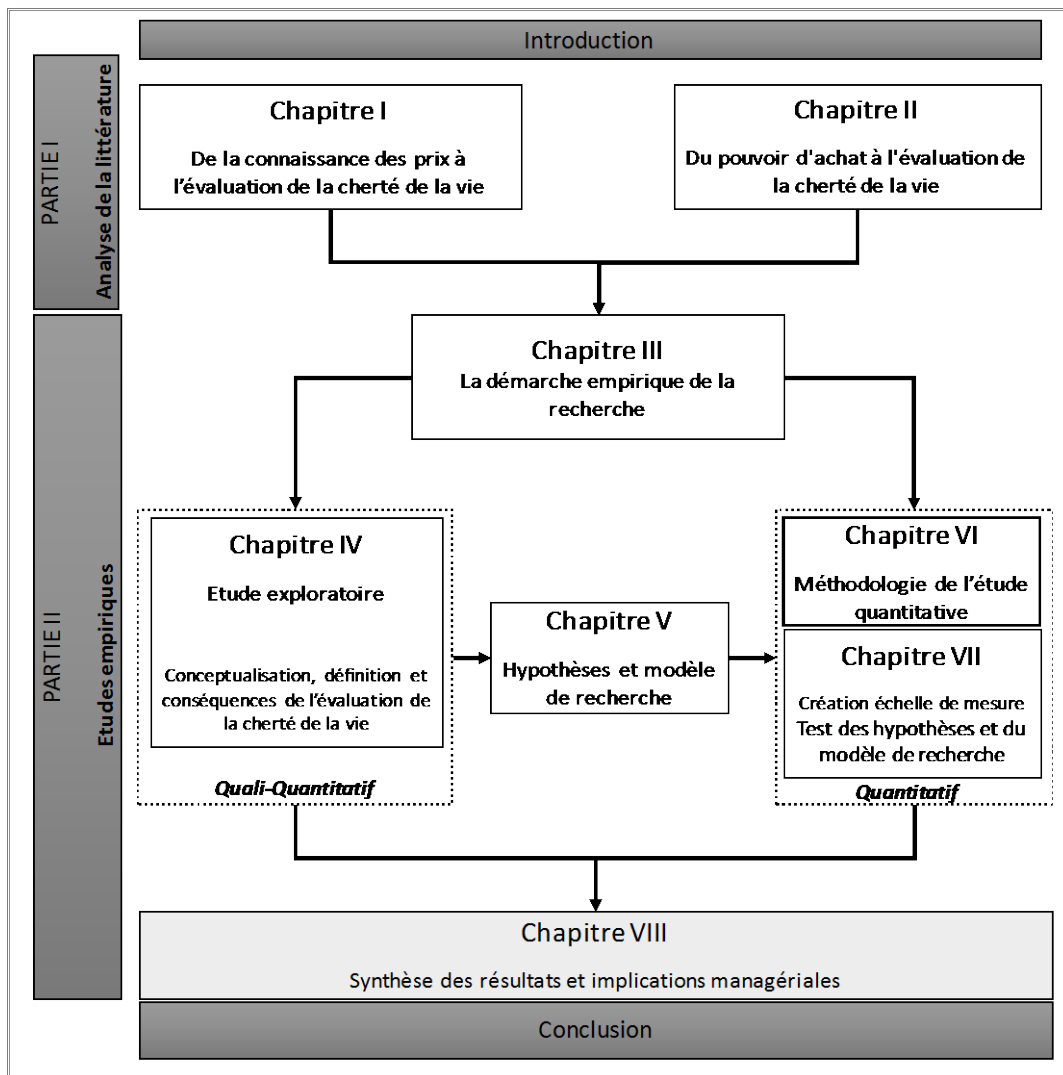 Introduction
PARTIE I
Analyse de la littérature
Chapitre I
De la connaissance des prix à
l'évaluation de la cherté de la vie
Chapitre II
Du pouvoir d'achat à l'évaluation de
la cherté de la vie
PARTIE II
Etudes empiriques
Chapitre III
La démarche empirique de la
recherche
Chapitre IV
Etude exploratoire
Conceptualisation, définition et
conséquences de l'évaluation de
la cherté de la vie
Quali-Quantitatif
Chapitre V
Hypothèses et modèle
de recherche
Chapitre VI
Méthodologie de l'étude
quantitative
Chapitre VII
Création échelle de mesure
Test des hypothèses et du
modèle de recherche
Quantitatif
Chapitre VIII
Synthèse des résultats et implications managériales
Conclusion